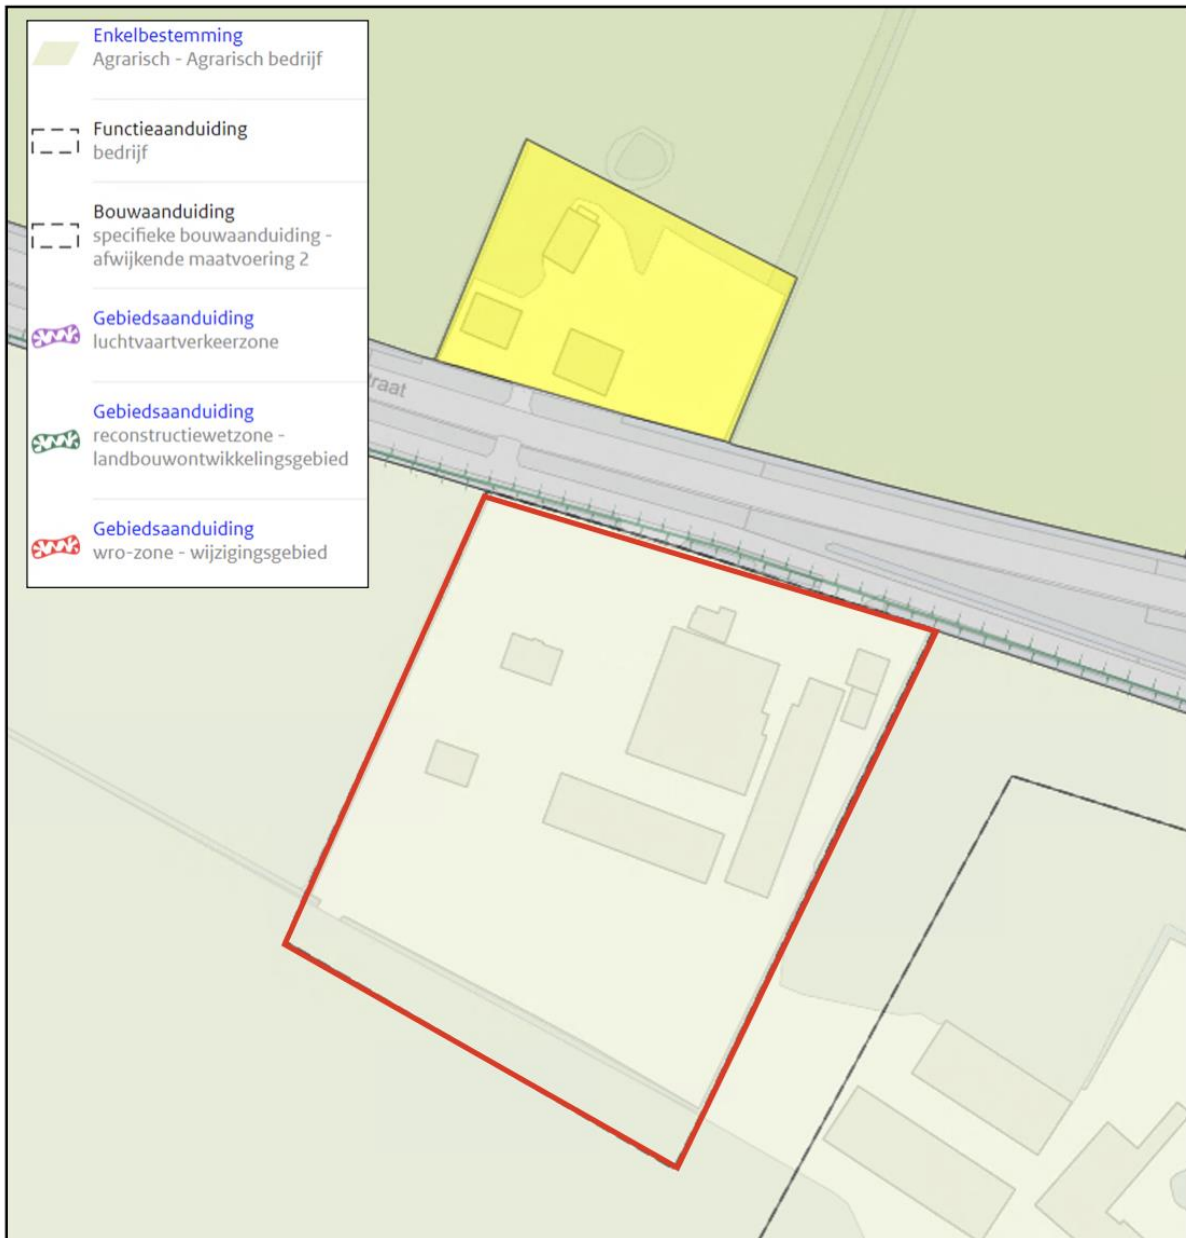 Enkelbestemming
Agrarisch - Agrarisch bedrijf
Functieaanduiding
bedrijf
Bouwaanduiding
specifieke bouwaanduiding -
afwijkende maatvoering 2
Gebiedsaanduiding
luchtvaartverkeerzone
Gebiedsaanduiding
reconstructiewetzone -
landbouwontwikkelingsgebied
Gebiedsaanduiding
wro-zone - wijzigingsgebied
traat